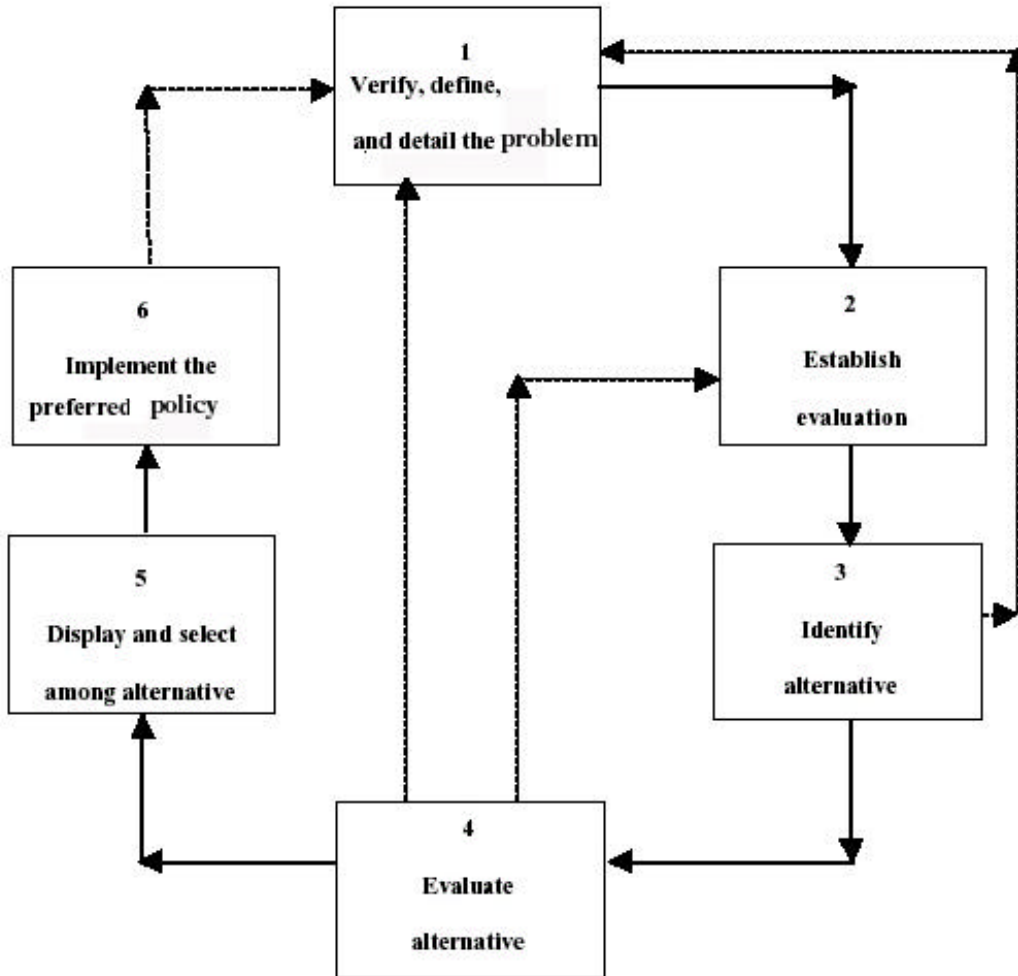 1
Verify, define,
and detail the problem
2
Establish
evaluation
3
Identify
alternative
4
Evaluate
alternative
5
Display and select
among alternative
6
Implement the
preferred policy